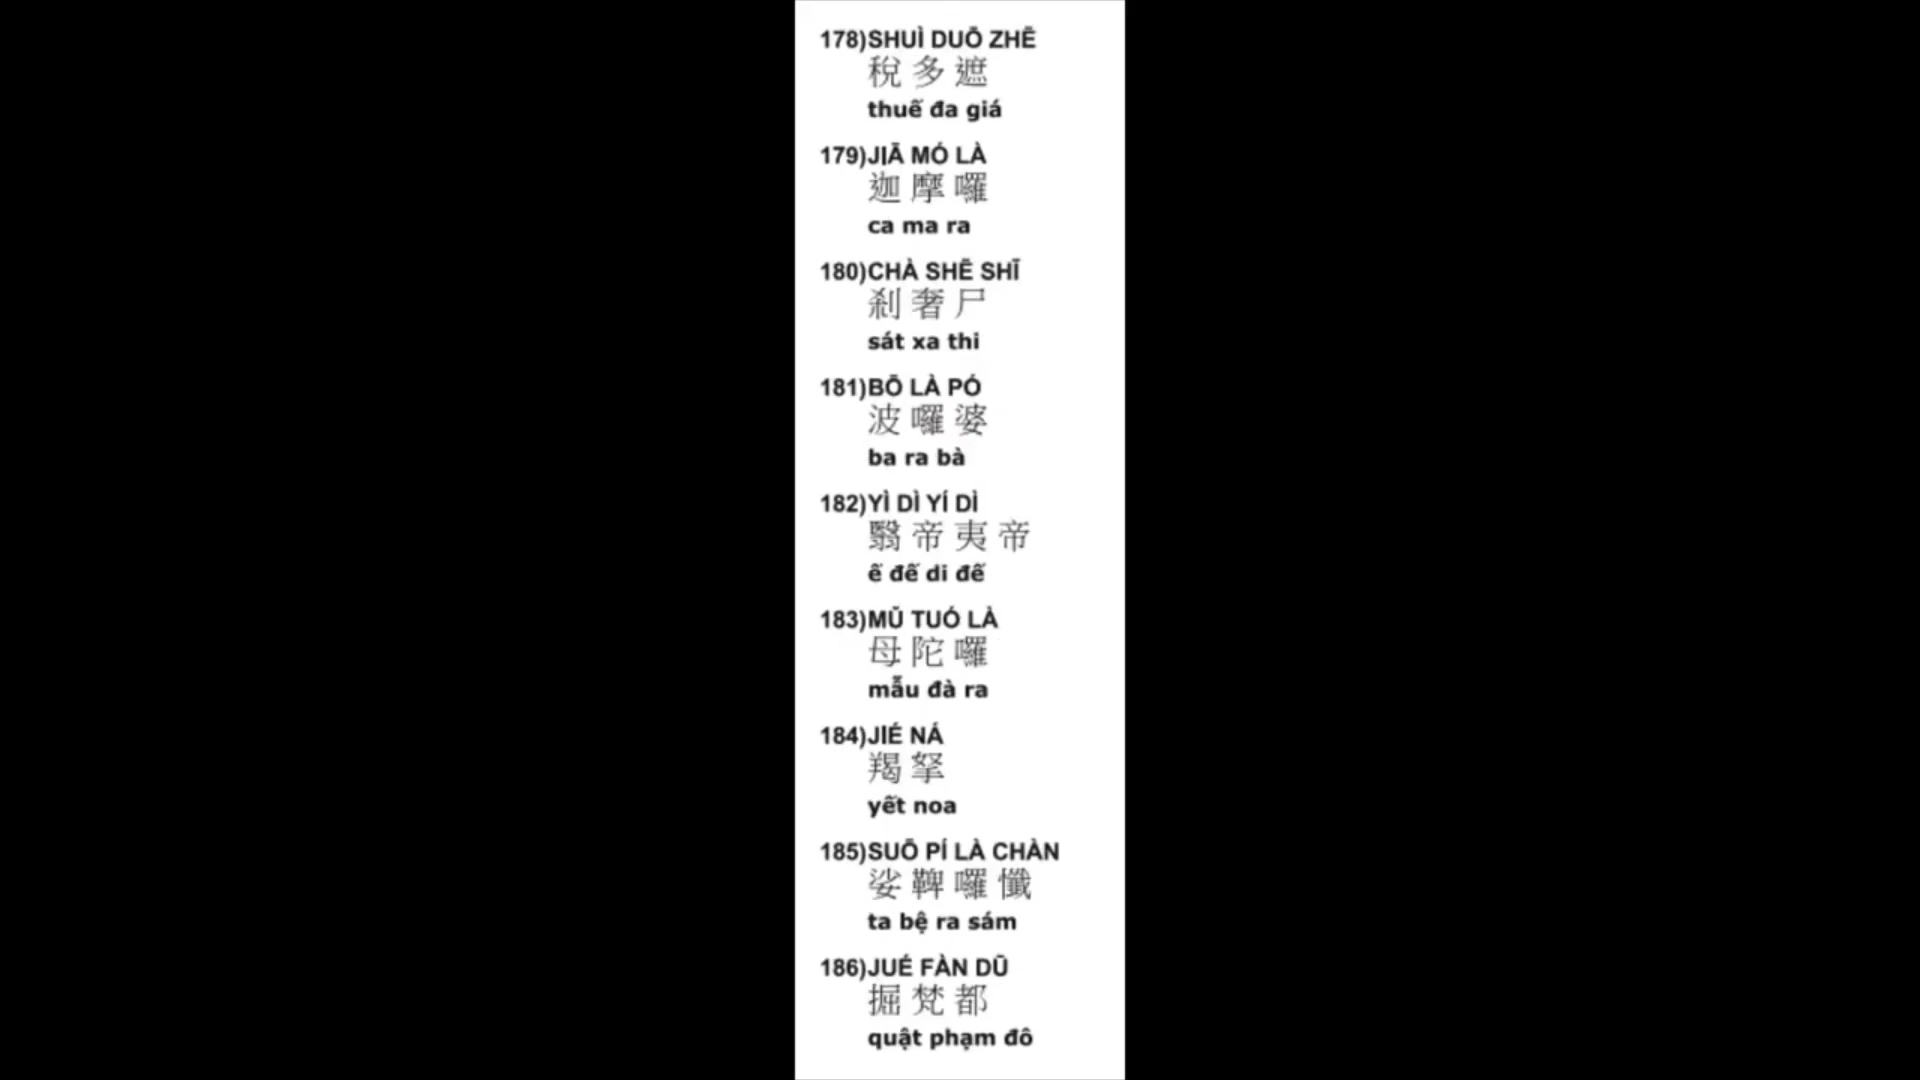 178)SHUÌ DUŌ ZHĒ
稅 多 遮
thuế đa giá
179)JIĀ MÓ LÀ
迦 摩 囉
ca ma ra
180)CHÀ SHĒ SHĪ
剎 奢 尸
sát xa thi
181)BŌ LÀ PÓ
波 囉 婆
ba ra bà
182)YÌ DÌ YÍ DÌ
翳 帝 夷 帝
ế đế di đế
183)MǓ TUÓ LÀ
母 陀 囉
mẫu đà ra
184)JIÉ NÁ
羯 拏
yết noa
185)SUŌ PÍ LÀ CHÀN
娑 鞞 囉 懺
ta bệ ra sám
186)JUÉ FÀN DŪ
掘 梵 都
quật phạm đô